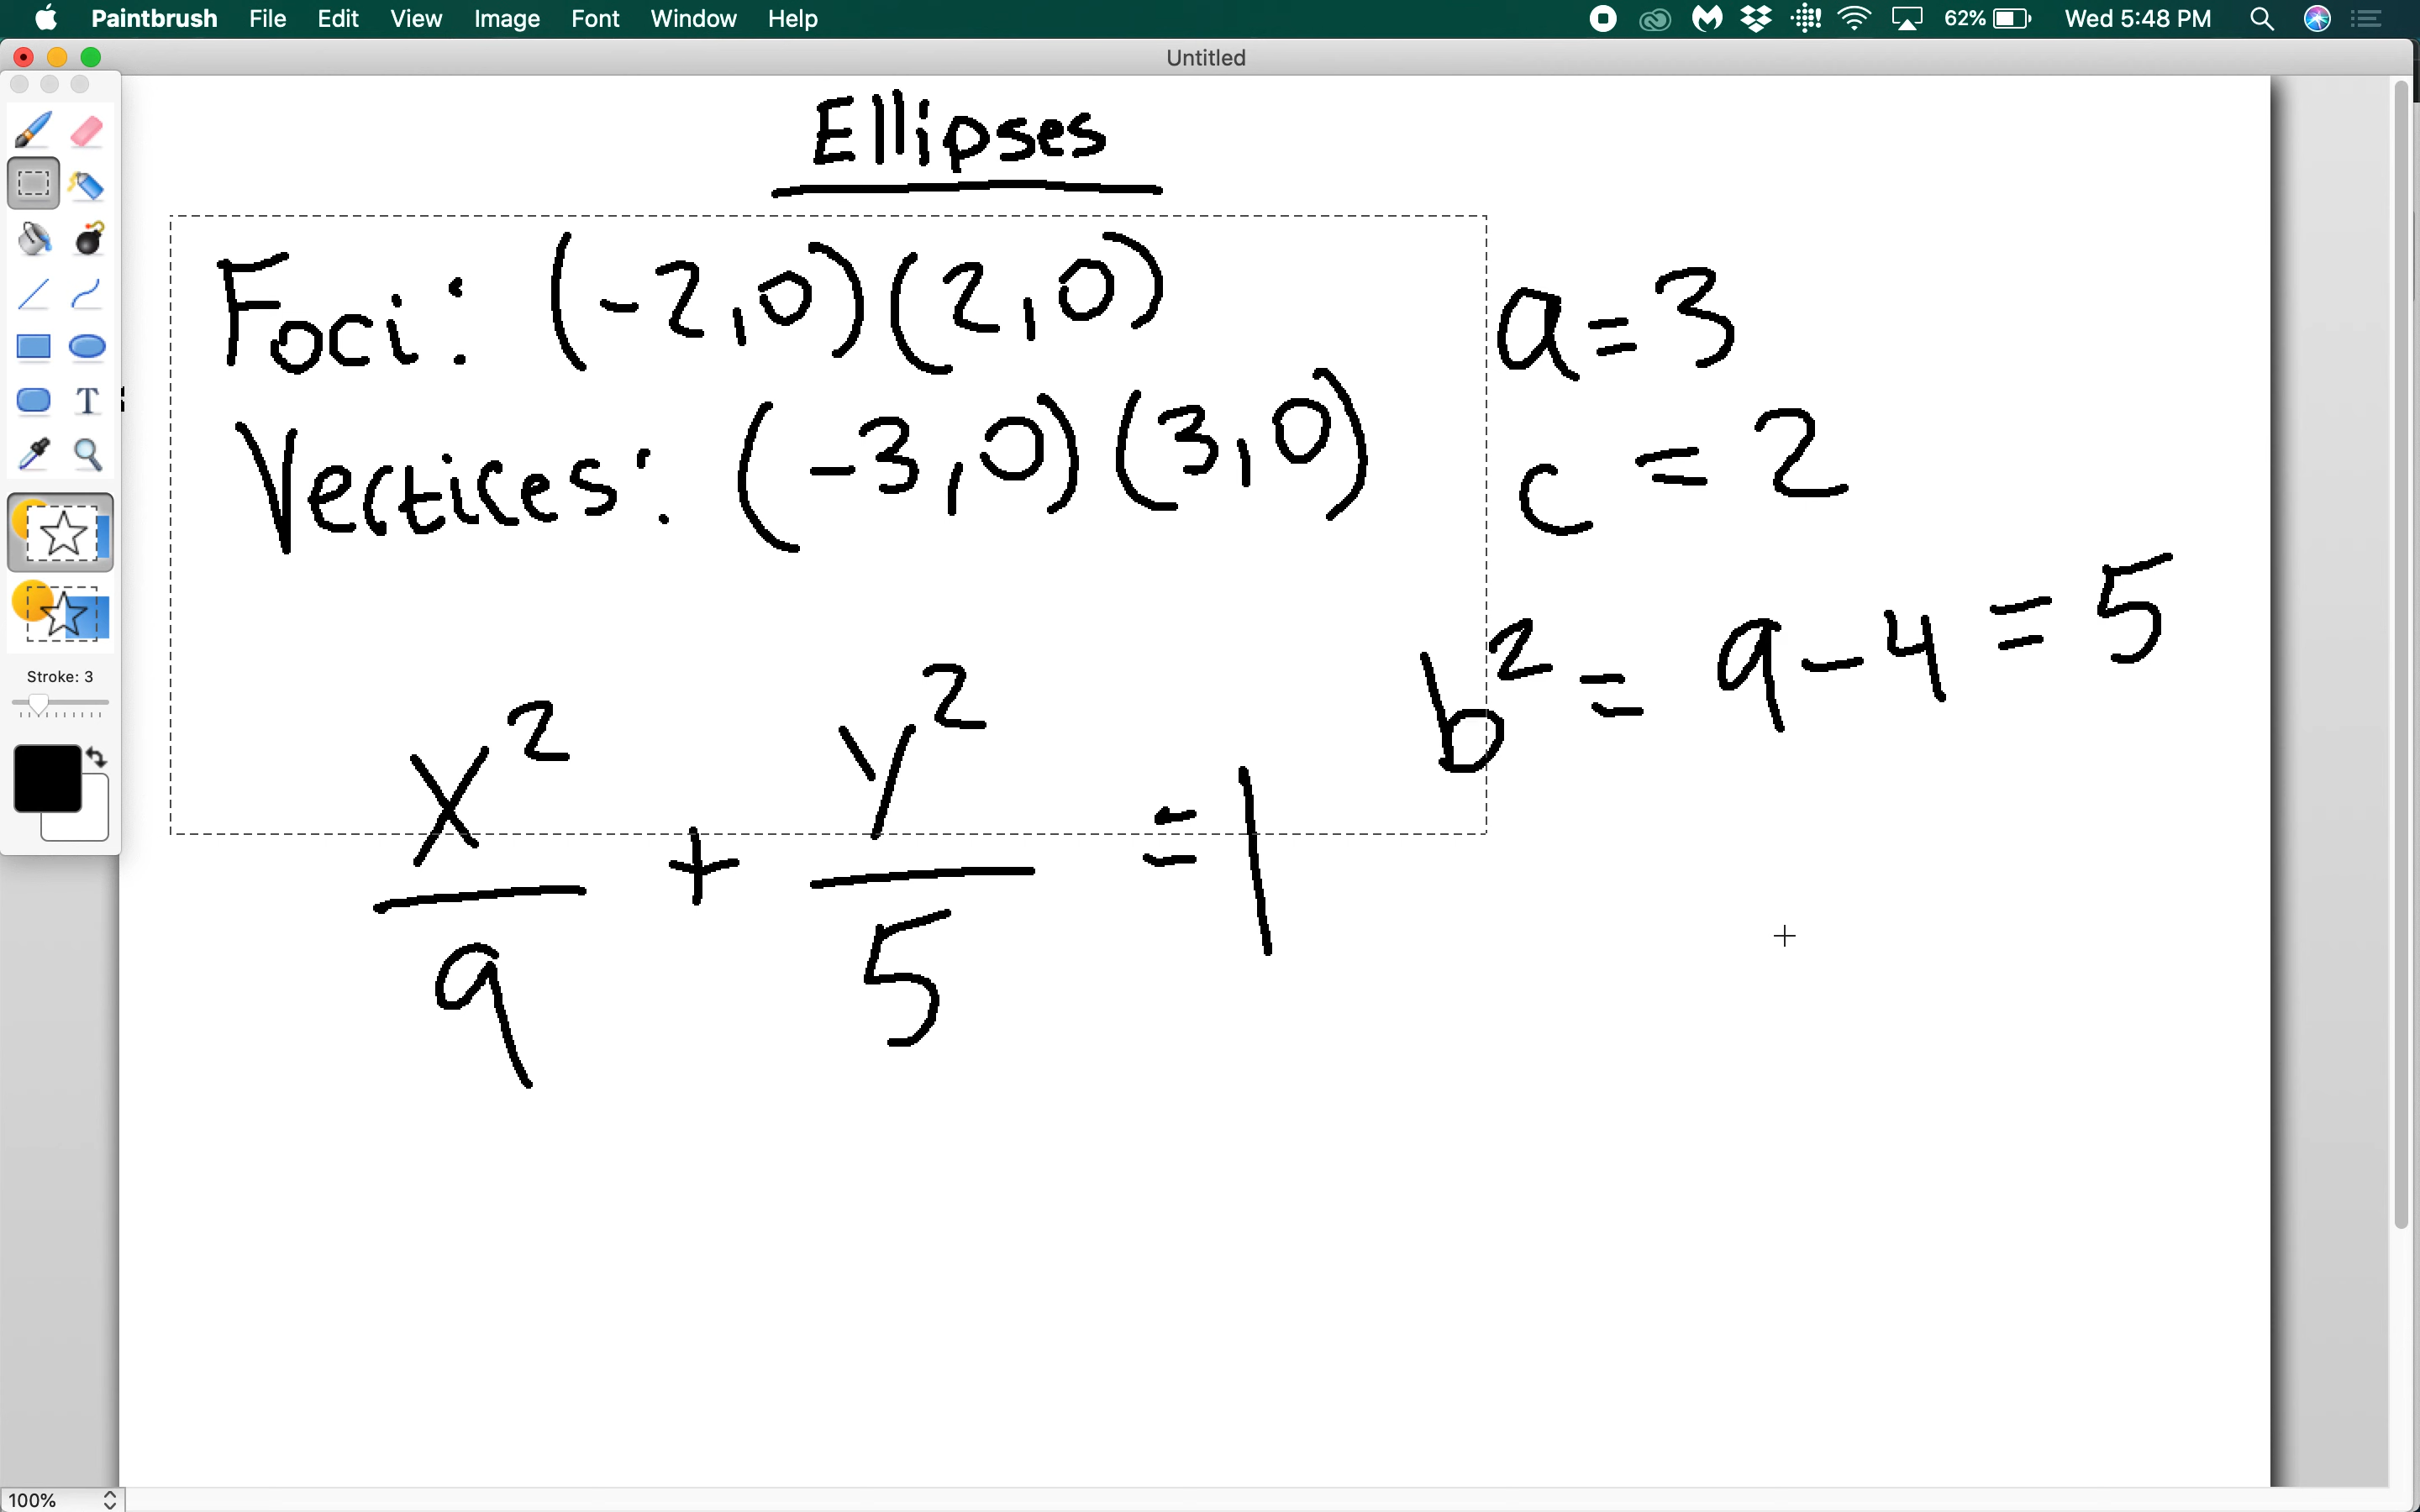 Paintbrush File Edit View Image Font Window Help 62% Wed 5:48 PM
Untitled
Ellipses
Foci: (-2,0)(2,0)
Vertices: (-3,0)(3,0)
a=3
c=2
b²=9-4=5
x²/9 + y²/5 =1
T
Stroke: 3
100%